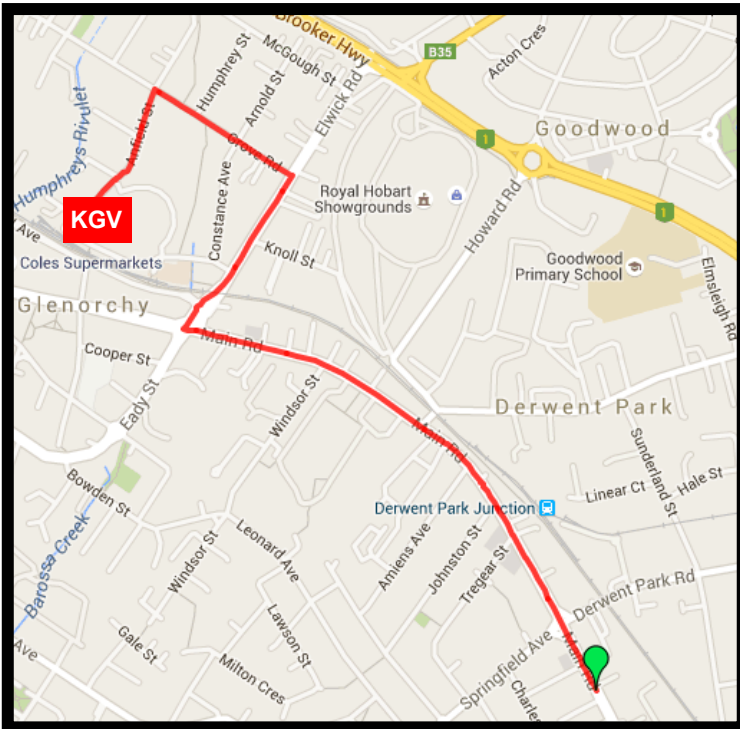 Brooker Hwy
B35
Acton Cres
Humphrey St
McGough St
Arnold St
Elwick Rd
Goodwood
Humphreys Rivulet
Anfield St
Grove Rd
1
Howard Rd
Royal Hobart
Showgrounds
1
KGV
Constance Ave
Knoll St
Ave
Coles Supermarkets
Goodwood
Primary School
Elmsleigh Rd
Glenorchy
Main Rd
Cooper St
Eady St
Windsor St
Derwent Park
Main Rd
Sunderland St
Hale St
Linear Ct
Bowden St
Derwent Park Junction
Barossa Creek
Windsor St
Leonard Ave
Amiens Ave
Johnston St
Tregear St
Derwent Park Rd
Lawson St
Springfield Ave
Main Rd
Gale St
Ave
Milton Cres
Charles